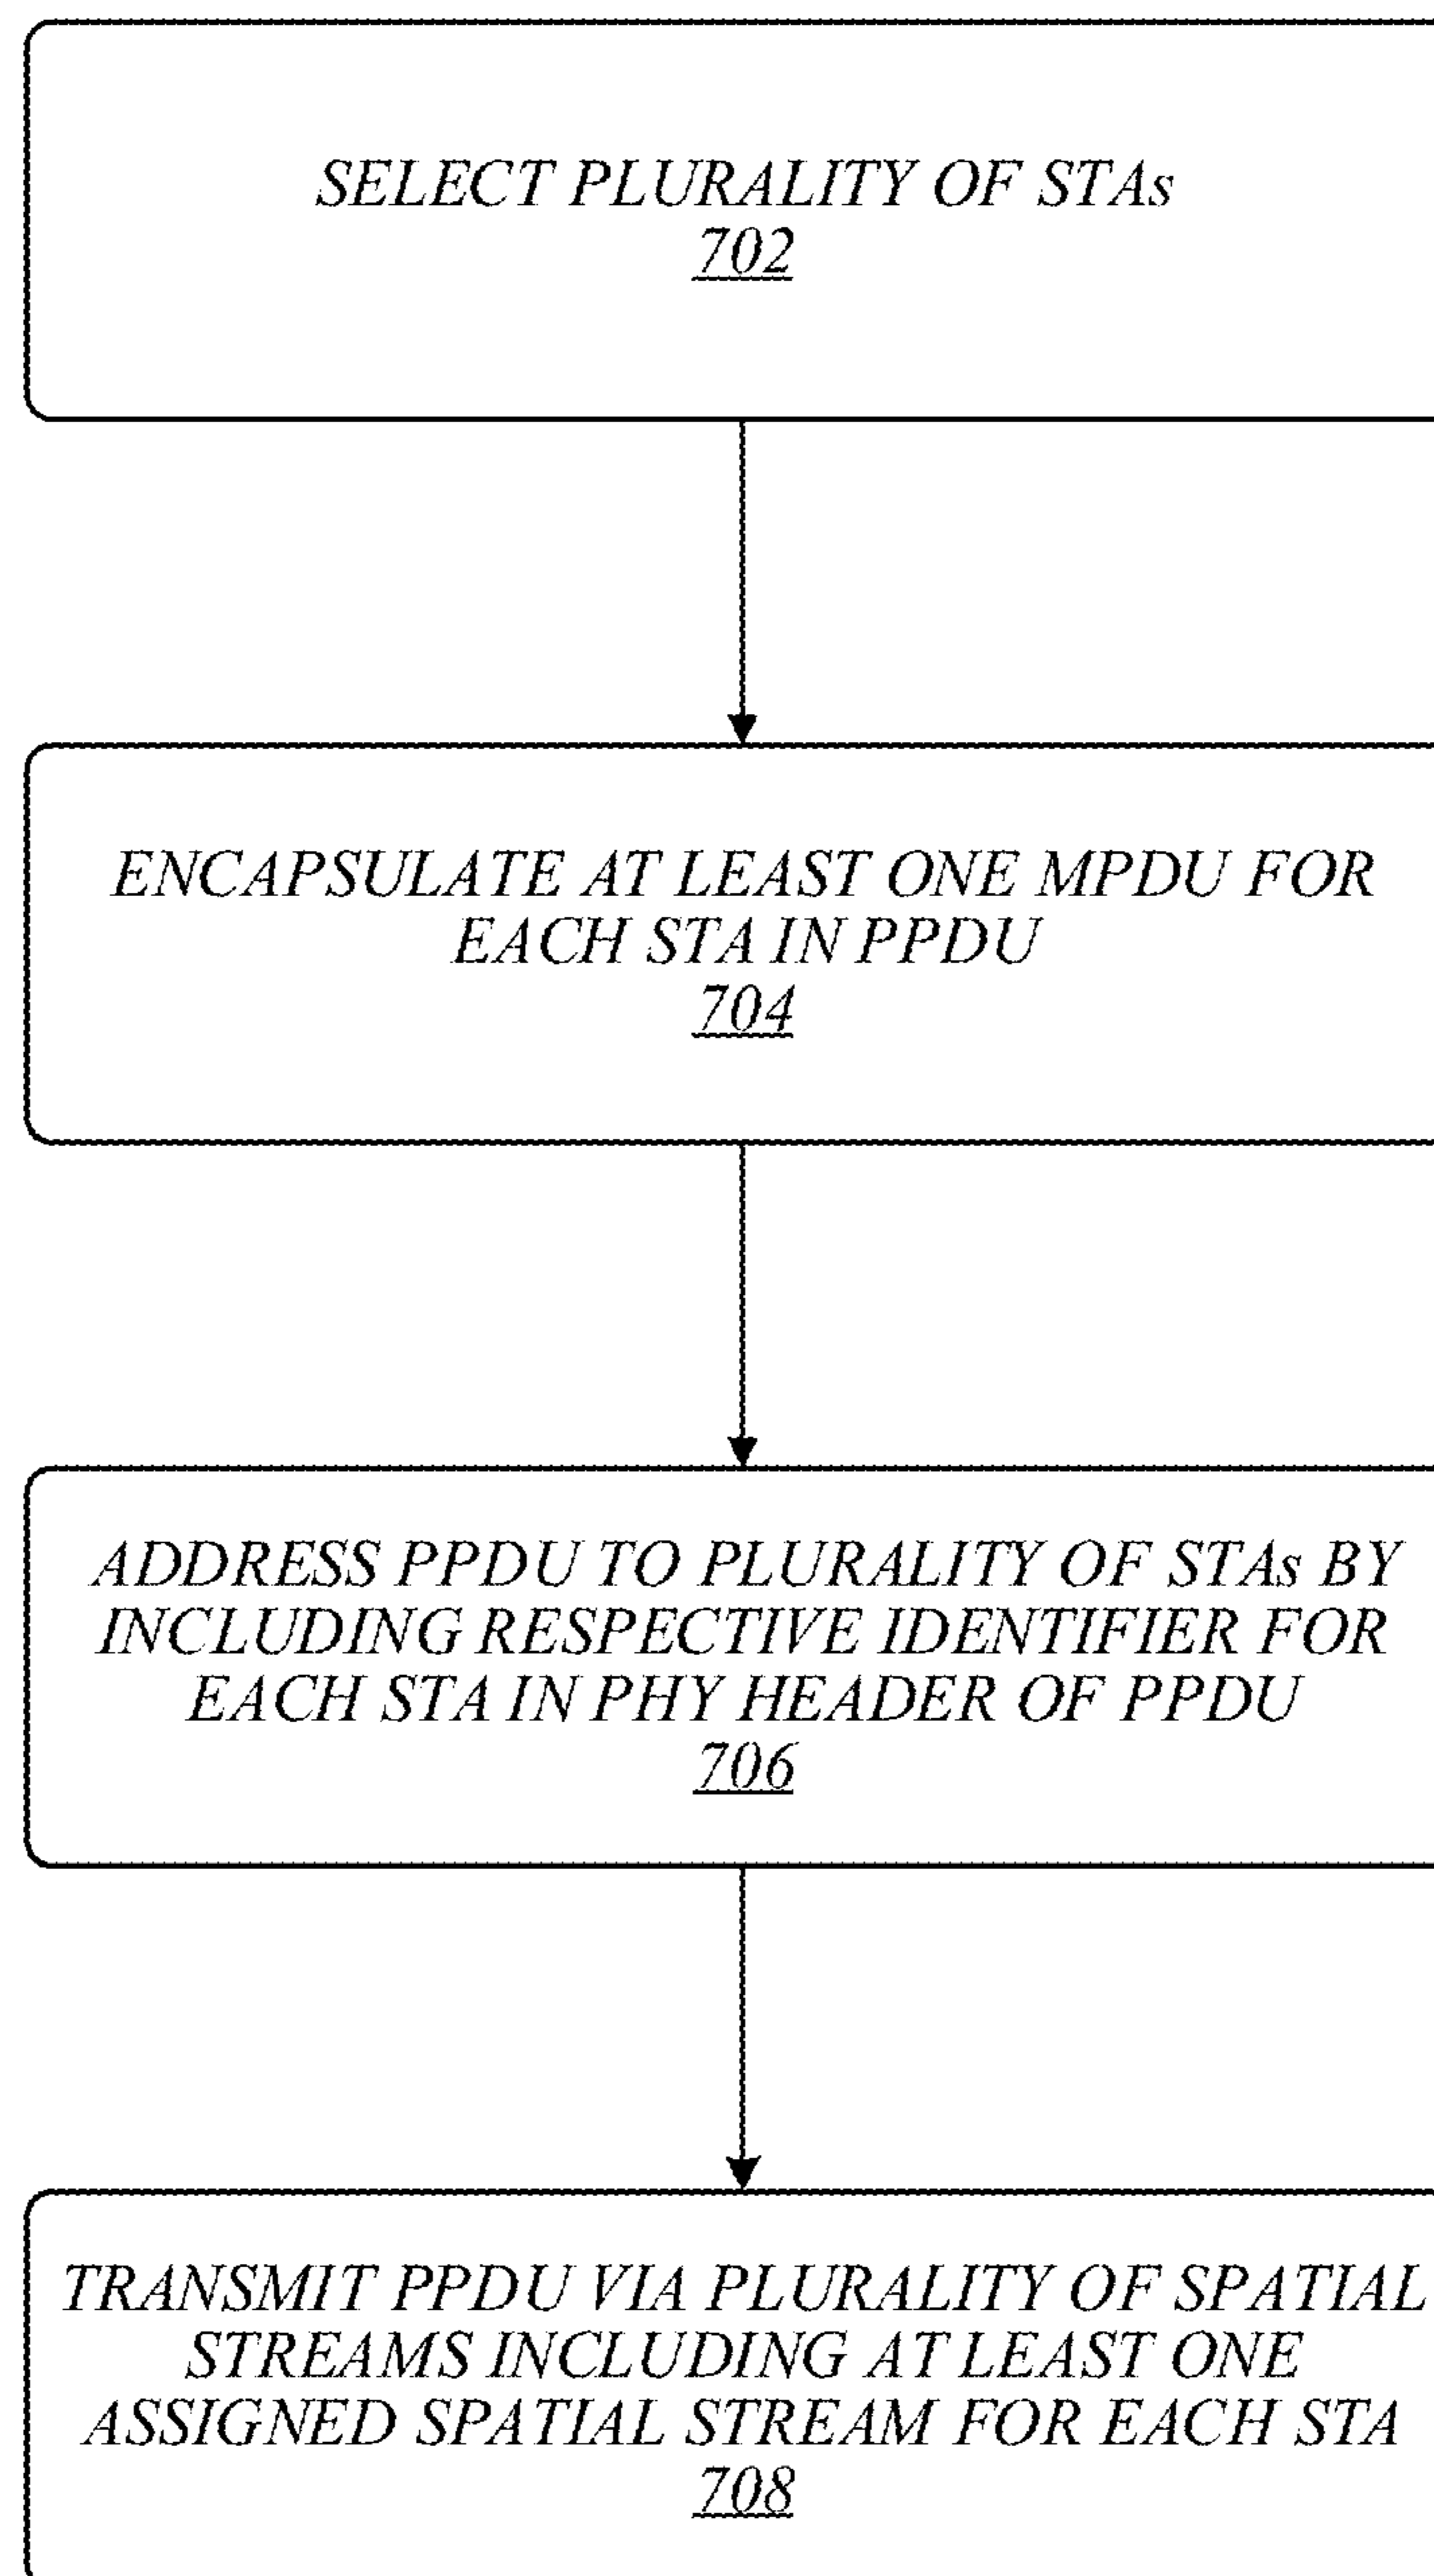 SELECT PLURALITY OF STAs
702
ENCAPSULATE AT LEAST ONE MPDU FOR
EACH STA IN PPDU
704
ADDRESS PPDU TO PLURALITY OF STAs BY
INCLUDING RESPECTIVE IDENTIFIER FOR
EACH STA IN PHY HEADER OF PPDU
706
TRANSMIT PPDU VIA PLURALITY OF SPATIAL
STREAMS INCLUDING AT LEAST ONE
ASSIGNED SPATIAL STREAM FOR EACH STA
708